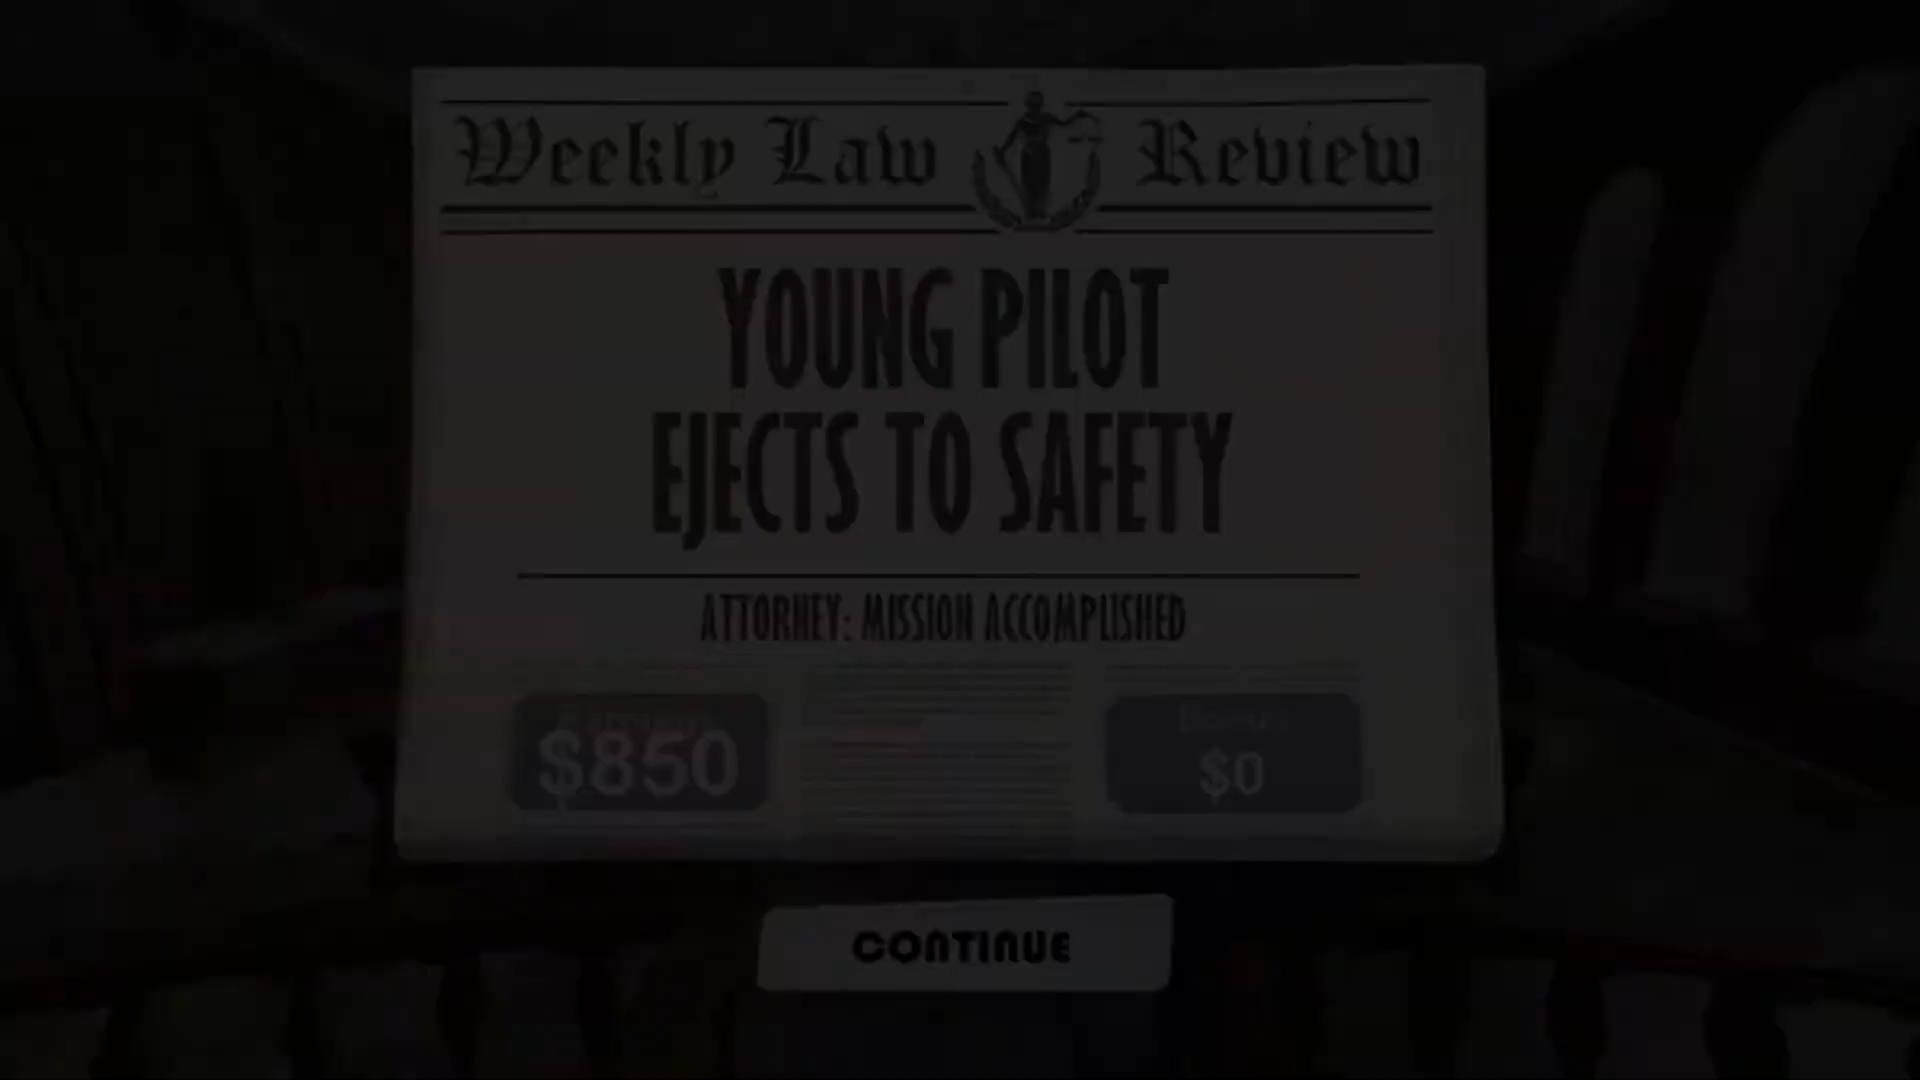 Weekly Law Review
YOUNG PILOT
EJECTS TO SAFETY
ATTORNEY: MISSION ACCOMPLISHED
$850
$0
CONTINUE